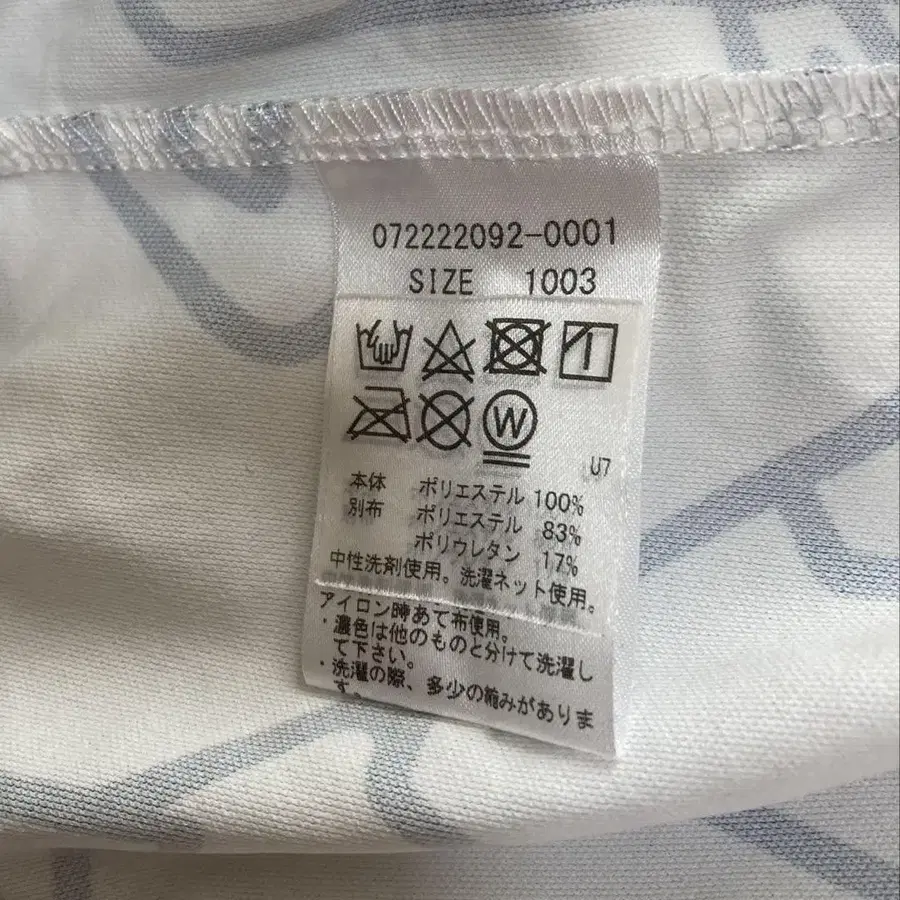 072222092-0001
SIZE 1003
W
U7
本体 ポリエステル 100%
別布 ポリエステル 83%
ポリウレタン 17%
中性洗剤使用。洗濯ネット使用。
アイロン時あて布使用。
・濃色は他のものと分けて洗濯し
て下さい。
・洗濯の際、多少の縮みがありま
す。